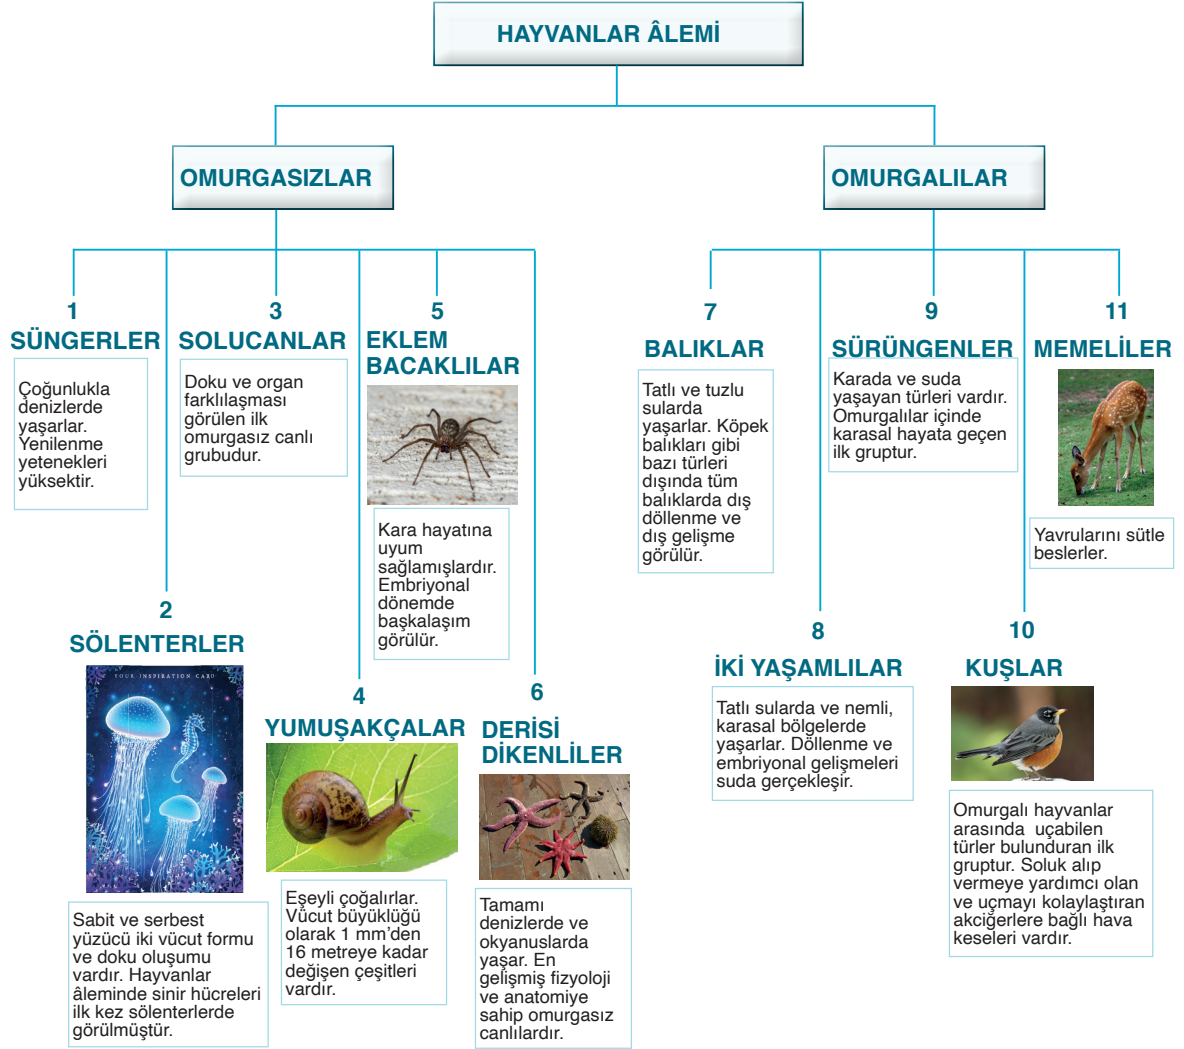 HAYVANLAR ÂLEMİ
OMURGASIZLAR
OMURGALILAR
1
SÜNGERLER
Çoğunlukla
denizlerde
yaşarlar.
Yenilenme
yetenekleri
yüksektir.
2
SÖLENTERLER
YOUR INSPIRATION CARD
Sabit ve serbest
yüzücü iki vücut formu
ve doku oluşumu
vardır. Hayvanlar
âleminde sinir hücreleri
ilk kez sölenterlerde
görülmüştür.
3
SOLUCANLAR
Doku ve organ
farklılaşması
görülen ilk
omurgasız canlı
grubudur.
4
YUMUŞAKÇALAR
Eşeyli çoğalırlar.
Vücut büyüklüğü
olarak 1 mm’den
16 metreye kadar
değişen çeşitleri
vardır.
5
EKLEM
BACAKLILAR
Kara hayatına
uyum
sağlamışlardır.
Embriyonal
dönemde
başkalaşım
görülür.
6
DERİSİ
DİKENLİLER
Tamamı
denizlerde ve
okyanuslarda
yaşar. En
gelişmiş fizyoloji
ve anatomiye
sahip omurgasız
canlılardır.
7
BALIKLAR
Tatlı ve tuzlu
sularda
yaşarlar. Köpek
balıkları gibi
bazı türleri
dışında tüm
balıklarda dış
döllenme ve
dış gelişme
görülür.
8
İKİ YAŞAMLILAR
Tatlı sularda ve nemli,
karasal bölgelerde
yaşarlar. Döllenme ve
embriyonal gelişmeleri
suda gerçekleşir.
9
SÜRÜNGENLER
Karada ve suda
yaşayan türleri vardır.
Omurgalılar içinde
karasal hayata geçen
ilk gruptur.
10
KUŞLAR
Omurgalı hayvanlar
arasında uçabilen
türler bulunduran ilk
gruptur. Soluk alıp
vermeye yardımcı olan
ve uçmayı kolaylaştıran
akciğerlere bağlı hava
keseleri vardır.
11
MEMELİLER
Yavrularını sütle
beslerler.